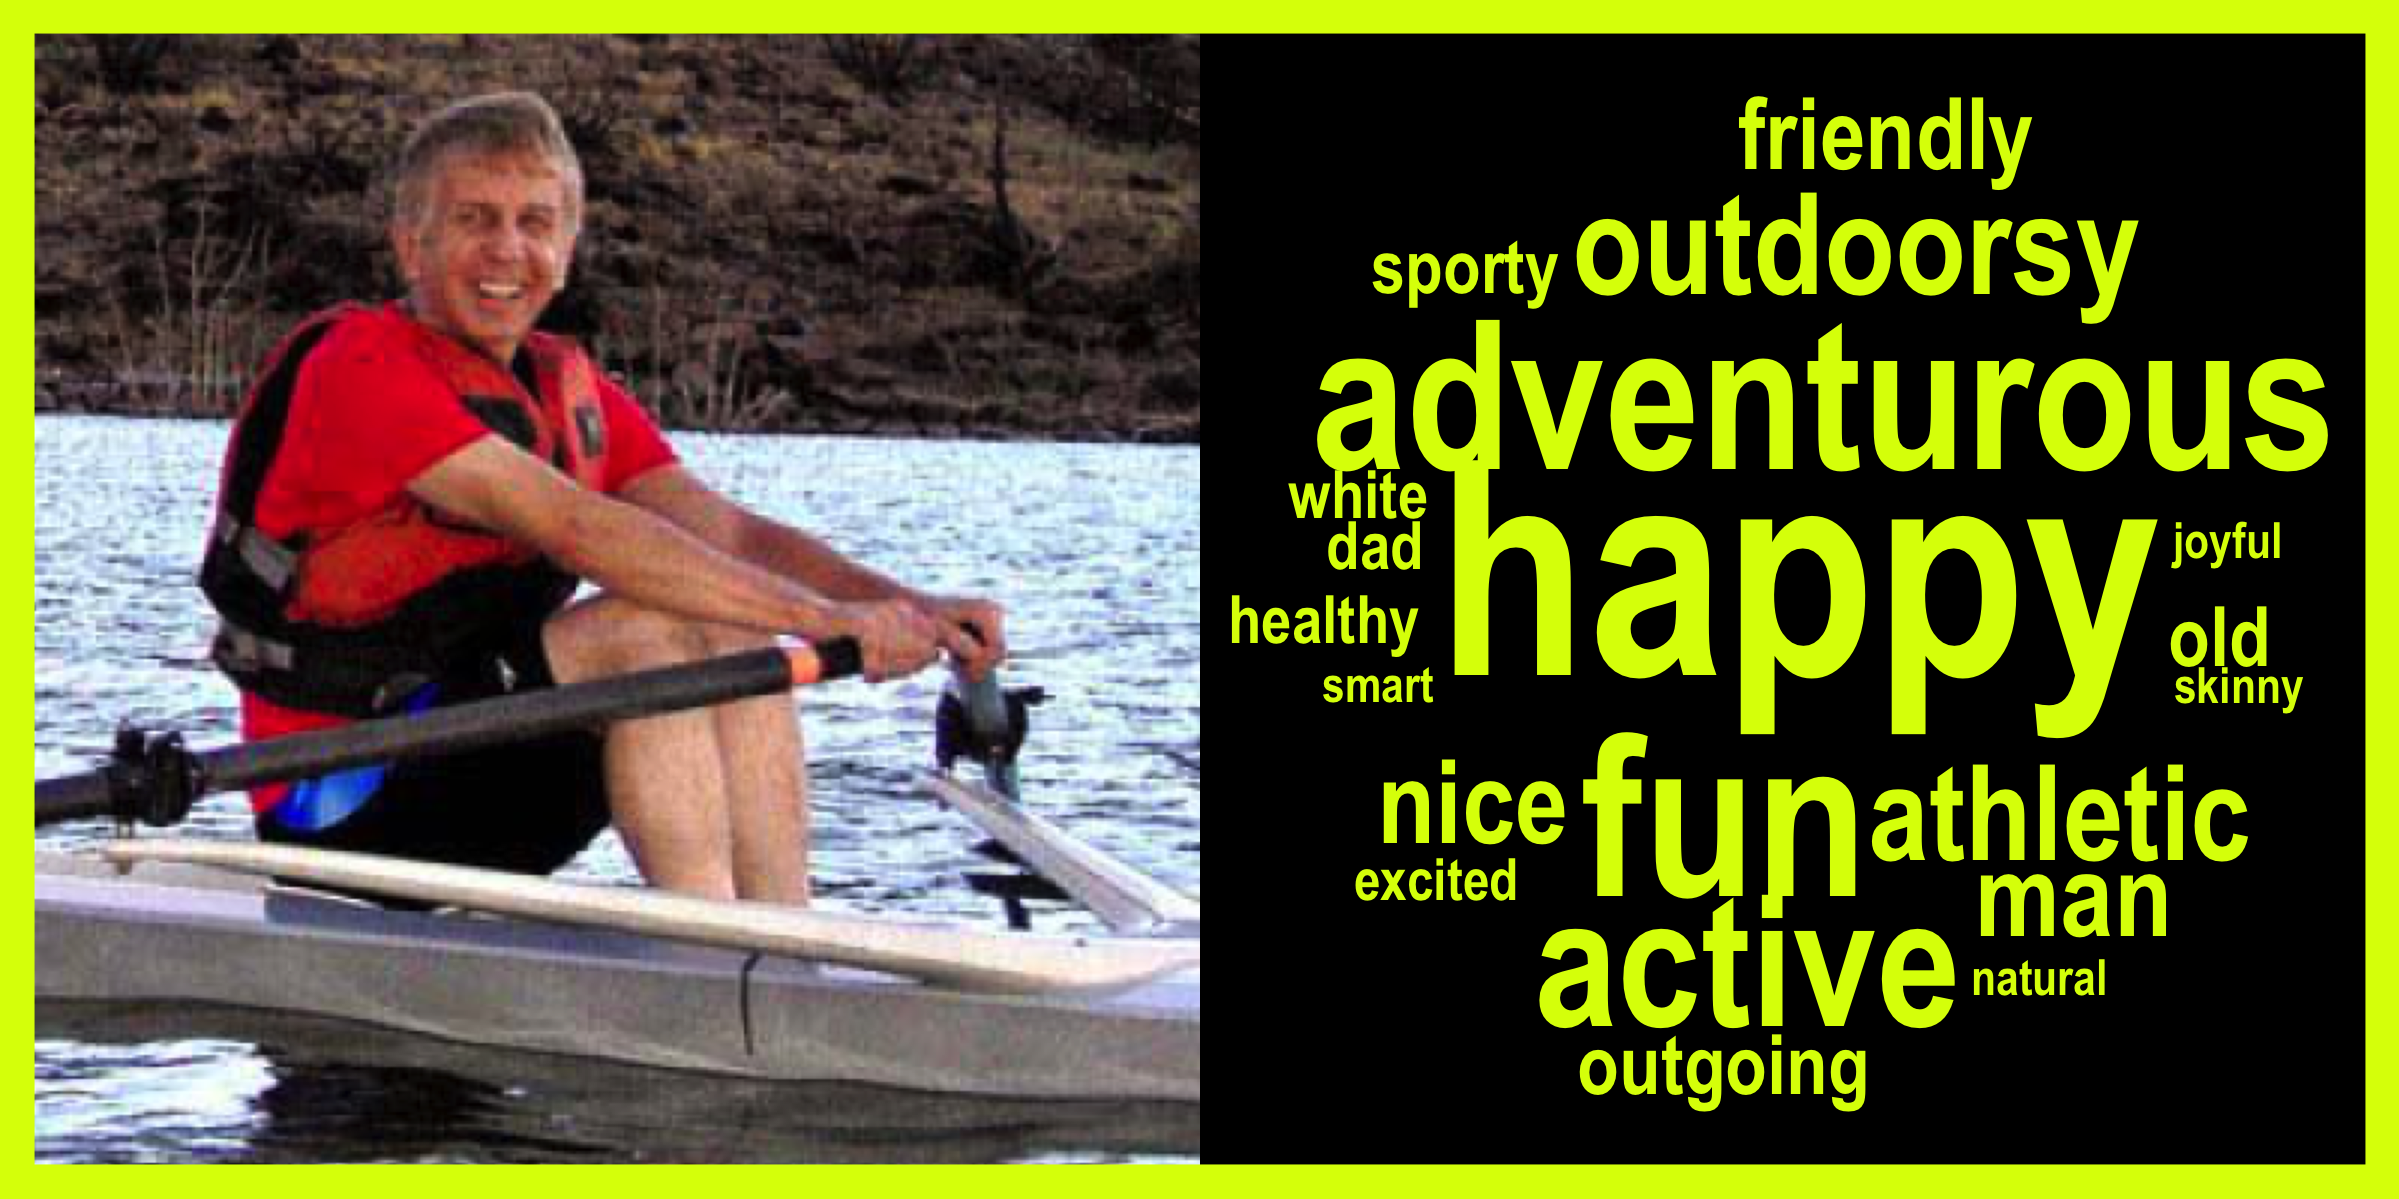 friendly
sporty outdoorsy
adventurous
white
dad
happy
joyful
healthy
old
smart
skinny
nice fun athletic
excited
man
active
natural
outgoing